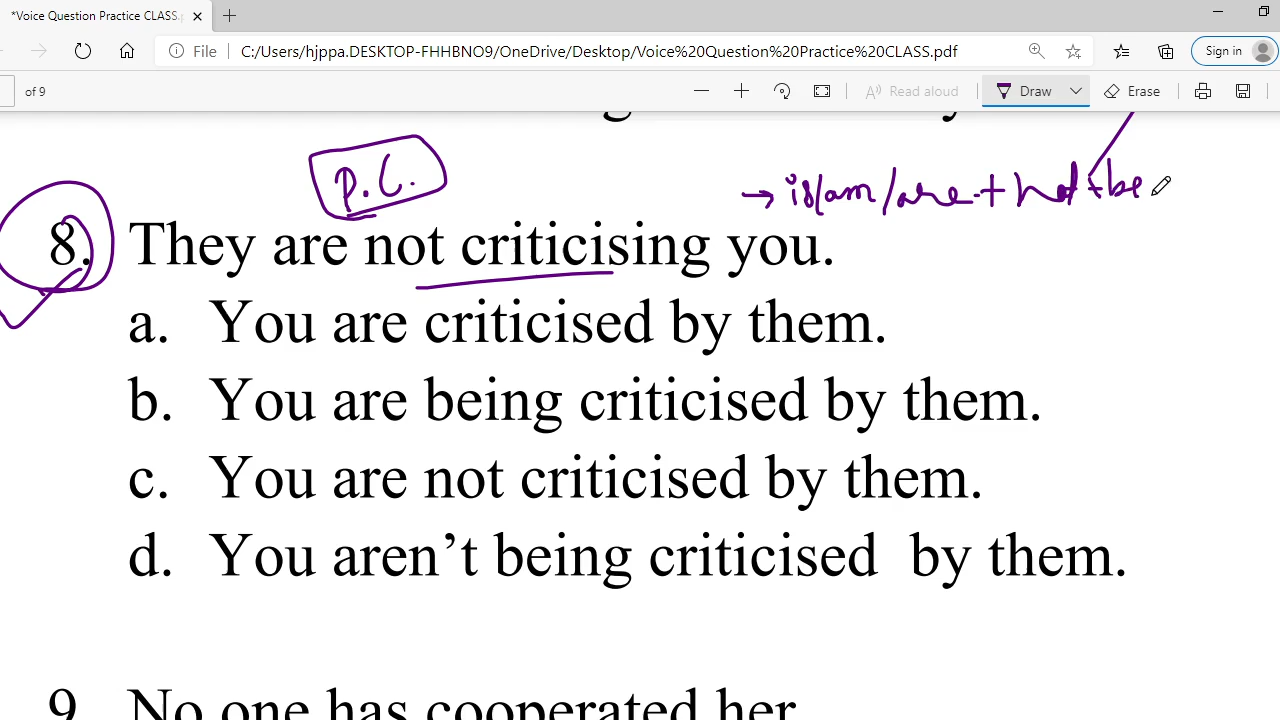 *Voice Question Practice CLASS.p
Sign in
File C:/Users/hjppa.DESKTOP-FHHBNO9/OneDrive/Desktop/Voice%20Question%20Practice%20CLASS.pdf
of 9 Read aloud Draw Erase
P.C.
→ is/am/are + not + be
8. They are not criticising you.
a. You are criticised by them.
b. You are being criticised by them.
c. You are not criticised by them.
d. You aren’t being criticised by them.
9. No one has cooperated her